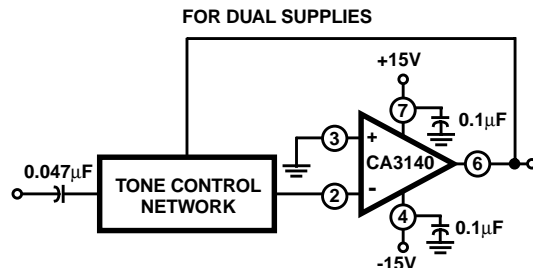 FOR DUAL SUPPLIES
+15V
7
0.1μF
3
+
CA3140
6
0.047μF
TONE CONTROL
NETWORK
2
-
4
0.1μF
-15V